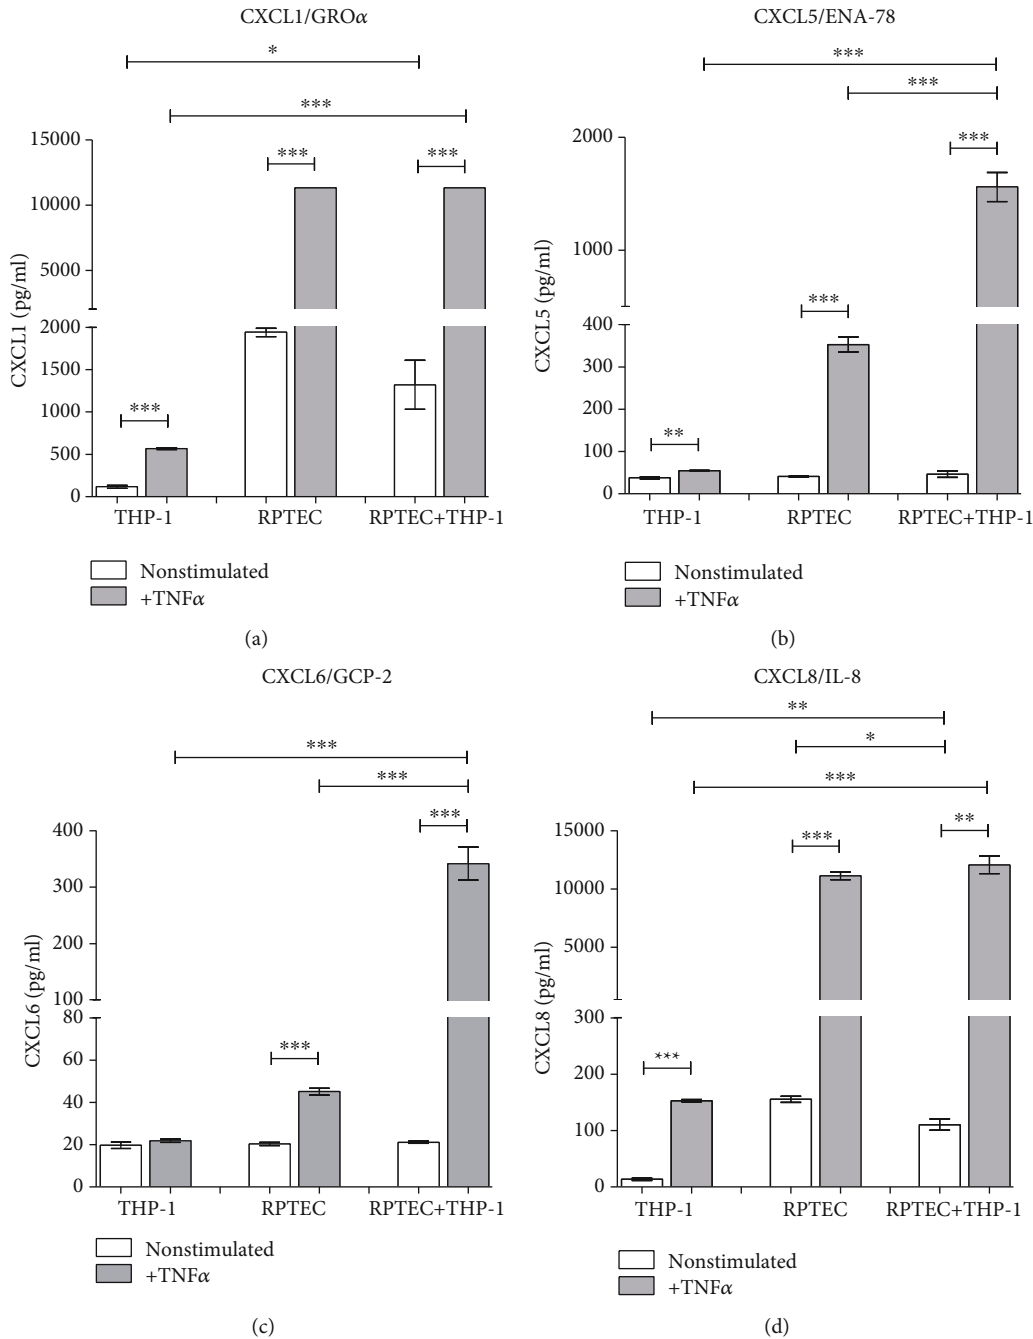 CXCL1/GROα
*
***
15000
***
***
10000
5000
2000
1500
1000
***
500
0
CXCL1 (pg/ml)
THP-1
RPTEC
RPTEC+THP-1
Nonstimulated
+TNFα
(a)
CXCL5/ENA-78
***
***
2000
***
1000
***
400
300
200
**
100
0
CXCL5 (pg/ml)
THP-1
RPTEC
RPTEC+THP-1
Nonstimulated
+TNFα
(b)
CXCL6/GCP-2
***
***
***
400
300
200
100
80
60
***
40
20
0
CXCL6 (pg/ml)
THP-1
RPTEC
RPTEC+THP-1
Nonstimulated
+TNFα
(c)
CXCL8/IL-8
**
*
***
15000
***
**
10000
5000
300
***
200
100
0
CXCL8 (pg/ml)
THP-1
RPTEC
RPTEC+THP-1
Nonstimulated
+TNFα
(d)